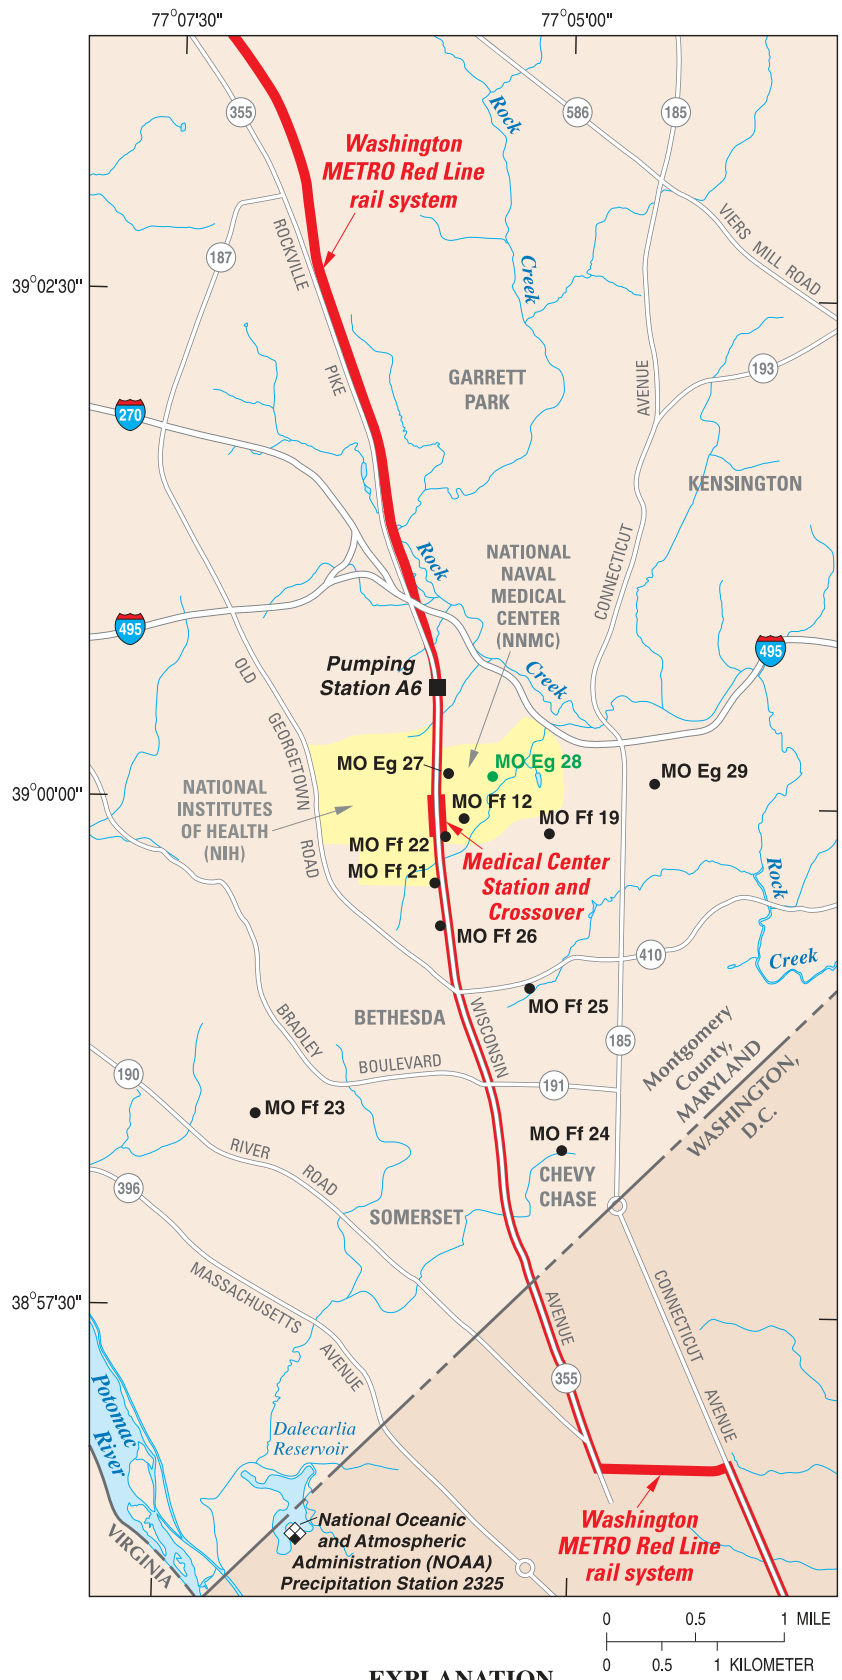 77°07'30"
77°05'00"
355
Rock
586
185
Washington
METRO Red Line
rail system
187
ROCKVILLE
VIERS MILL ROAD
Creek
39°02'30"
PIKE
GARRETT
PARK
AVENUE
193
270
KENSINGTON
Rock
NATIONAL
NAVAL
MEDICAL
CENTER
(NNMC)
CONNECTICUT
495
495
OLD
Pumping
Station A6
Creek
GEORGETOWN
MO Eg 27
MO Eg 28
MO Eg 29
39°00'00"
NATIONAL
INSTITUTES
OF HEALTH
(NIH)
MO Ff 12
MO Ff 19
MO Ff 22
ROAD
MO Ff 21
Medical Center
Station and
Crossover
Rock
MO Ff 26
410
Creek
MO Ff 25
BRADLEY
BETHESDA
WISCONSIN
185
Montgomery
County,
MARYLAND
WASHINGTON,
D.C.
BOULEVARD
190
191
MO Ff 23
RIVER
ROAD
MO Ff 24
CHEVY
CHASE
396
SOMERSET
MASSACHUSETTS
AVENUE
38°57'30"
AVENUE
CONNECTICUT
AVENUE
355
Potomac
River
Dalecarlia
Reservoir
VIRGINIA
National Oceanic
and Atmospheric
Administration (NOAA)
Precipitation Station 2325
Washington
METRO Red Line
rail system
0 0.5 1 MILE
0 0.5 1 KILOMETER
EXPLANATION